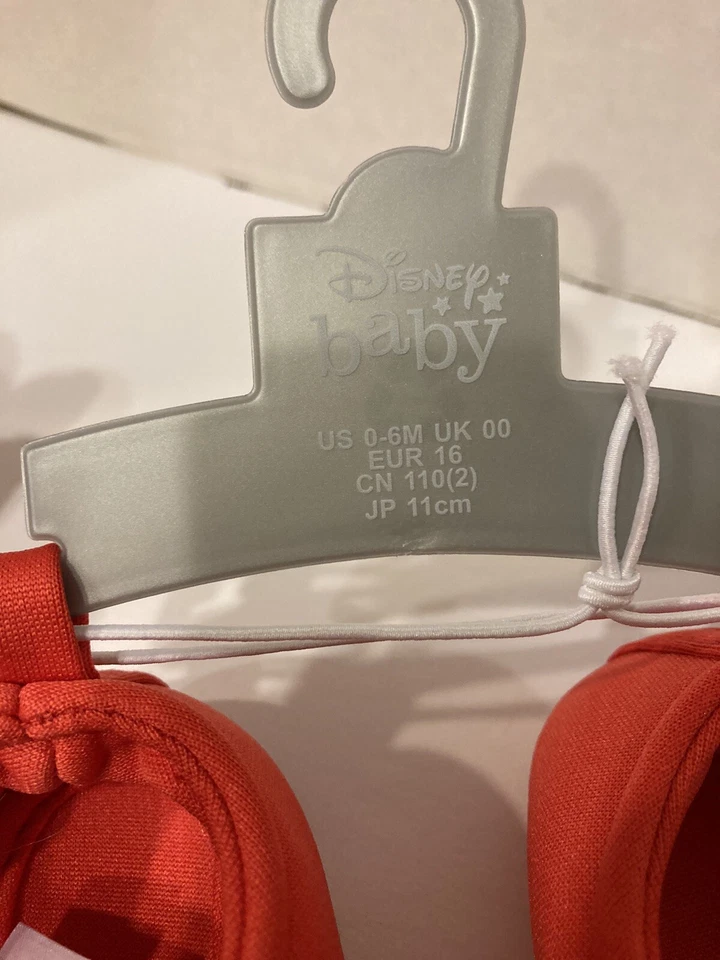 Disney
baby
US 0-6M UK 00
EUR 16
CN 110(2)
JP 11cm